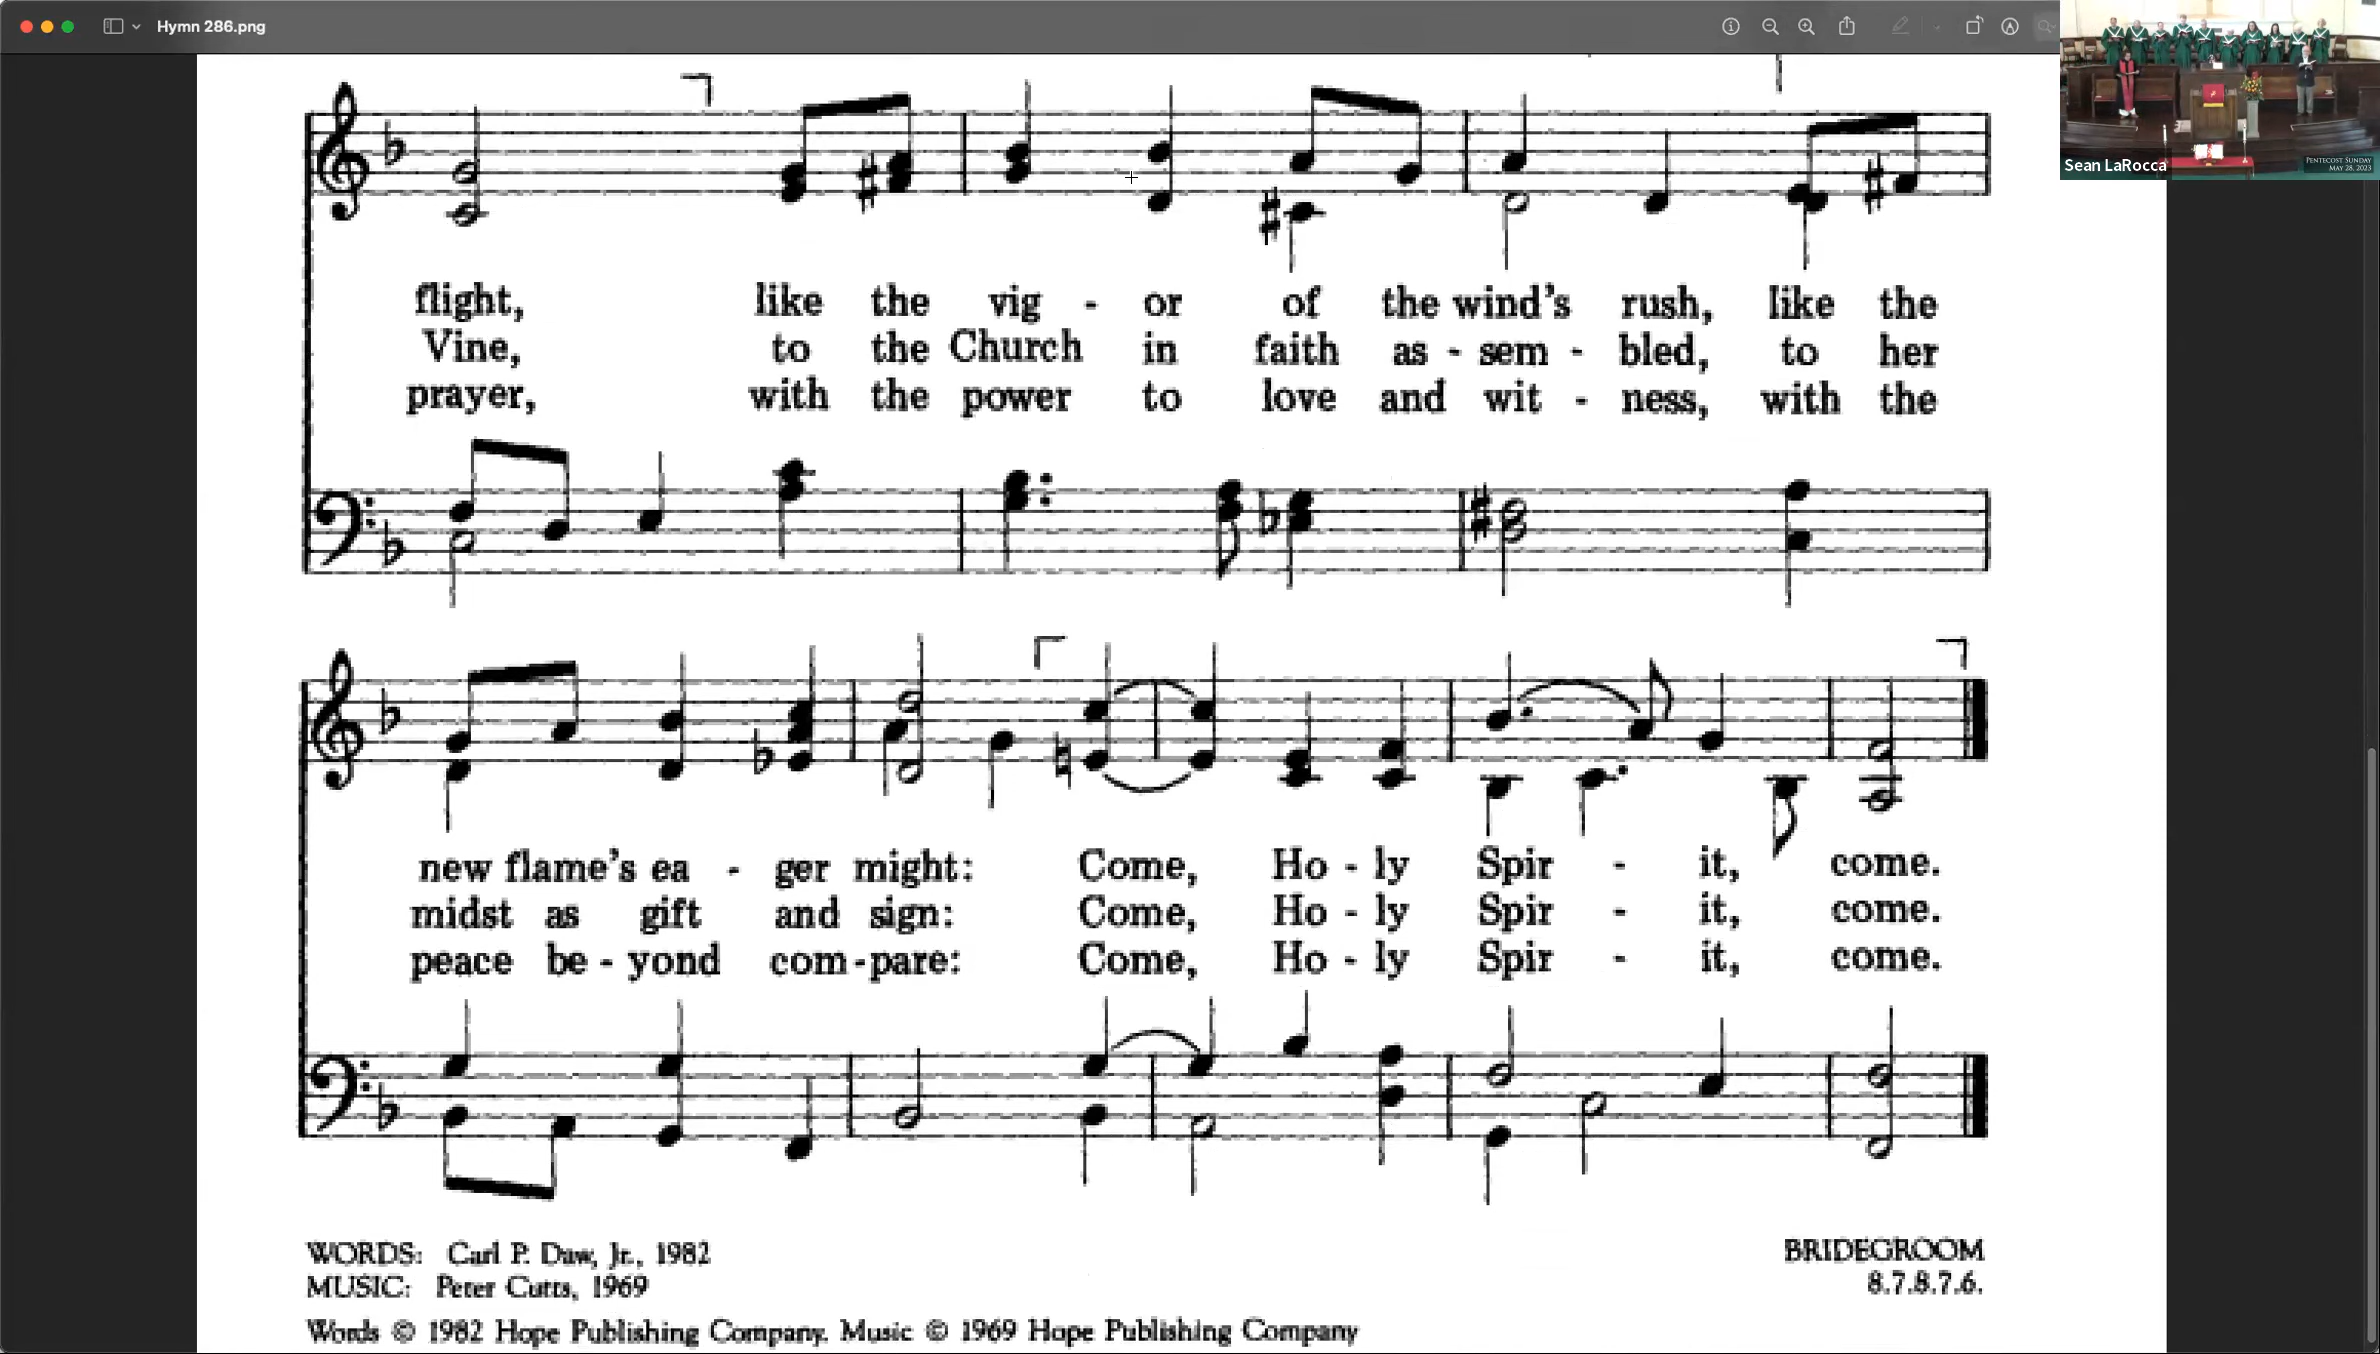 Hymn 286.png
Sean LaRocca
PENTECOST SUNDAY
MAY 28, 2023
flight, like the vig - or of the wind's rush, like the
Vine, to the Church in faith as - sem - bled, to her
prayer, with the power to love and wit - ness, with the
new flame's ea - ger might: Come, Ho - ly Spir - it, come.
midst as gift and sign: Come, Ho - ly Spir - it, come.
peace be - yond com - pare: Come, Ho - ly Spir - it, come.
WORDS: Carl P. Daw, Jr., 1982
MUSIC: Peter Cutts, 1969
BRIDEGROOM
8.7.8.7.6.
Words © 1982 Hope Publishing Company. Music © 1969 Hope Publishing Company